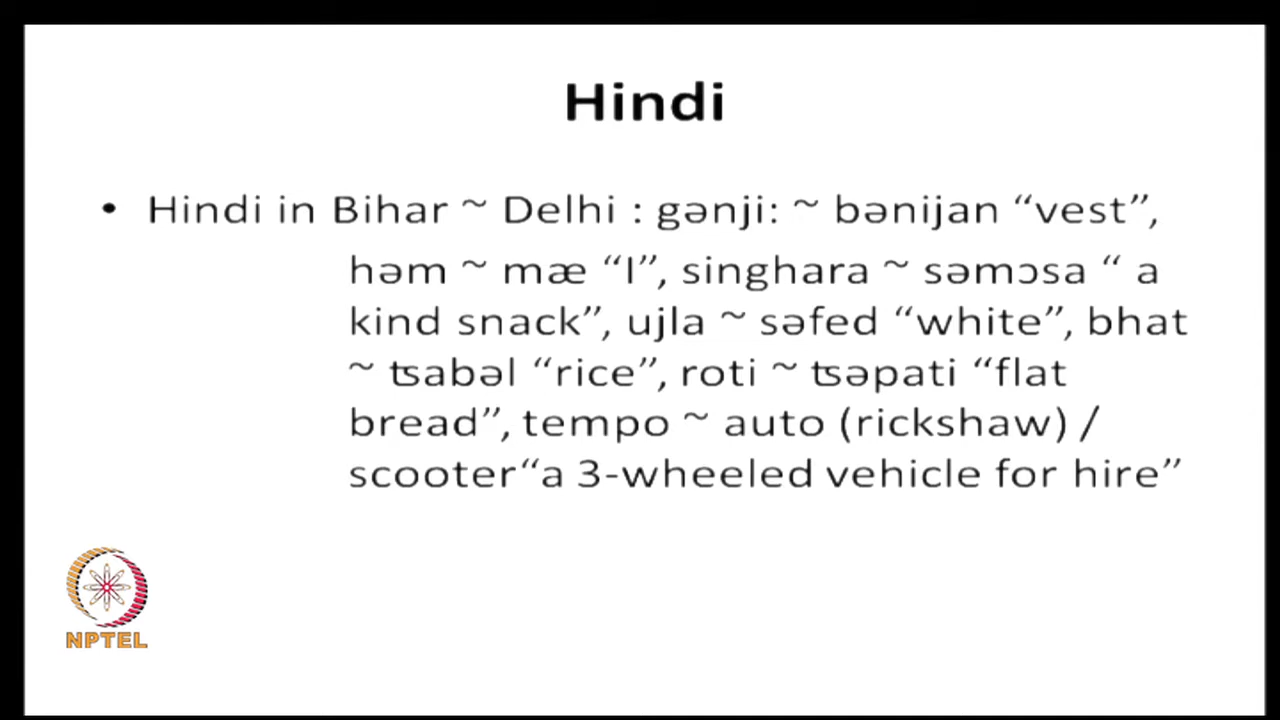 Hindi
• Hindi in Bihar ~ Delhi : gənji: ~ bənijan “vest”,
həm ~ mæ “I”, singhara ~ səmɔsa “ a
kind snack”, ujla ~ səfed “white”, bhat
~ ʦabəl “rice”, roti ~ ʦəpati “flat
bread”, tempo ~ auto (rickshaw) /
scooter“a 3-wheeled vehicle for hire”
NPTEL